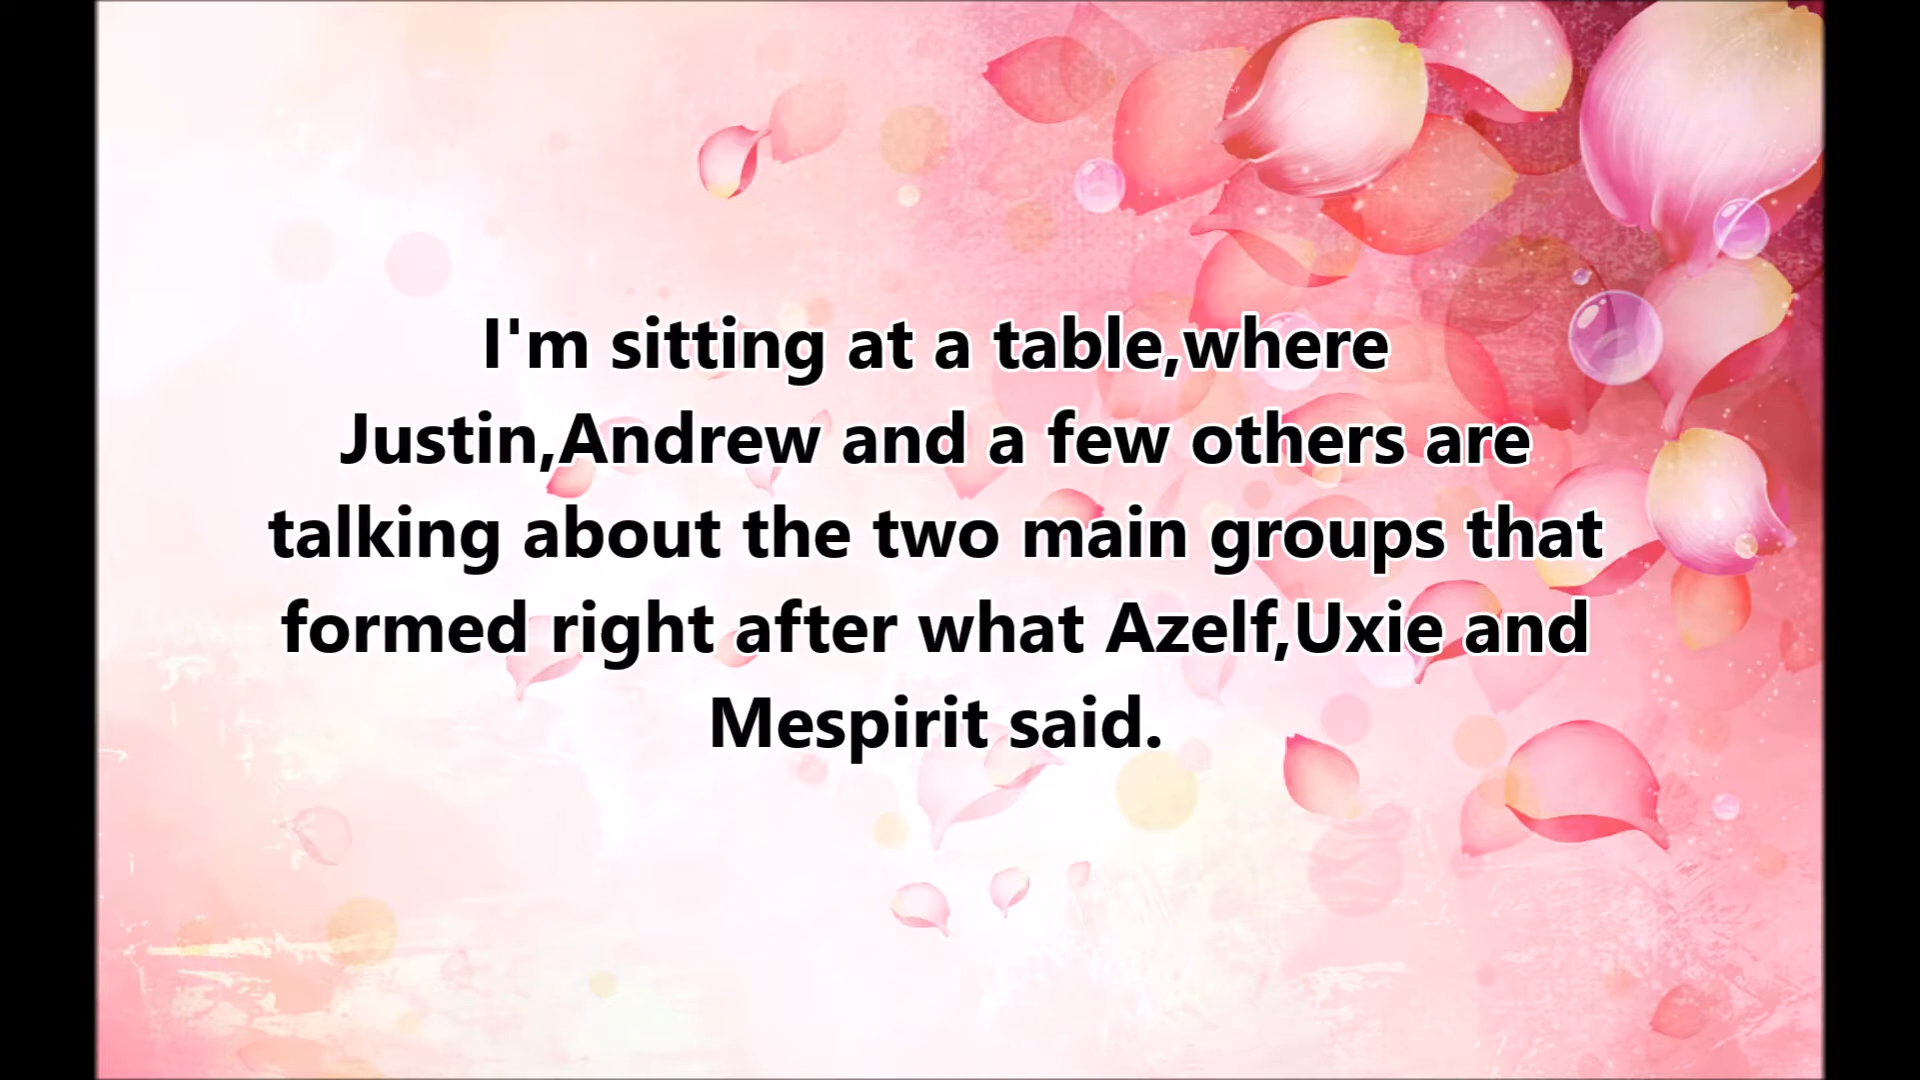 I'm sitting at a table,where
Justin,Andrew and a few others are
talking about the two main groups that
formed right after what Azelf,Uxie and
Mespirit said.